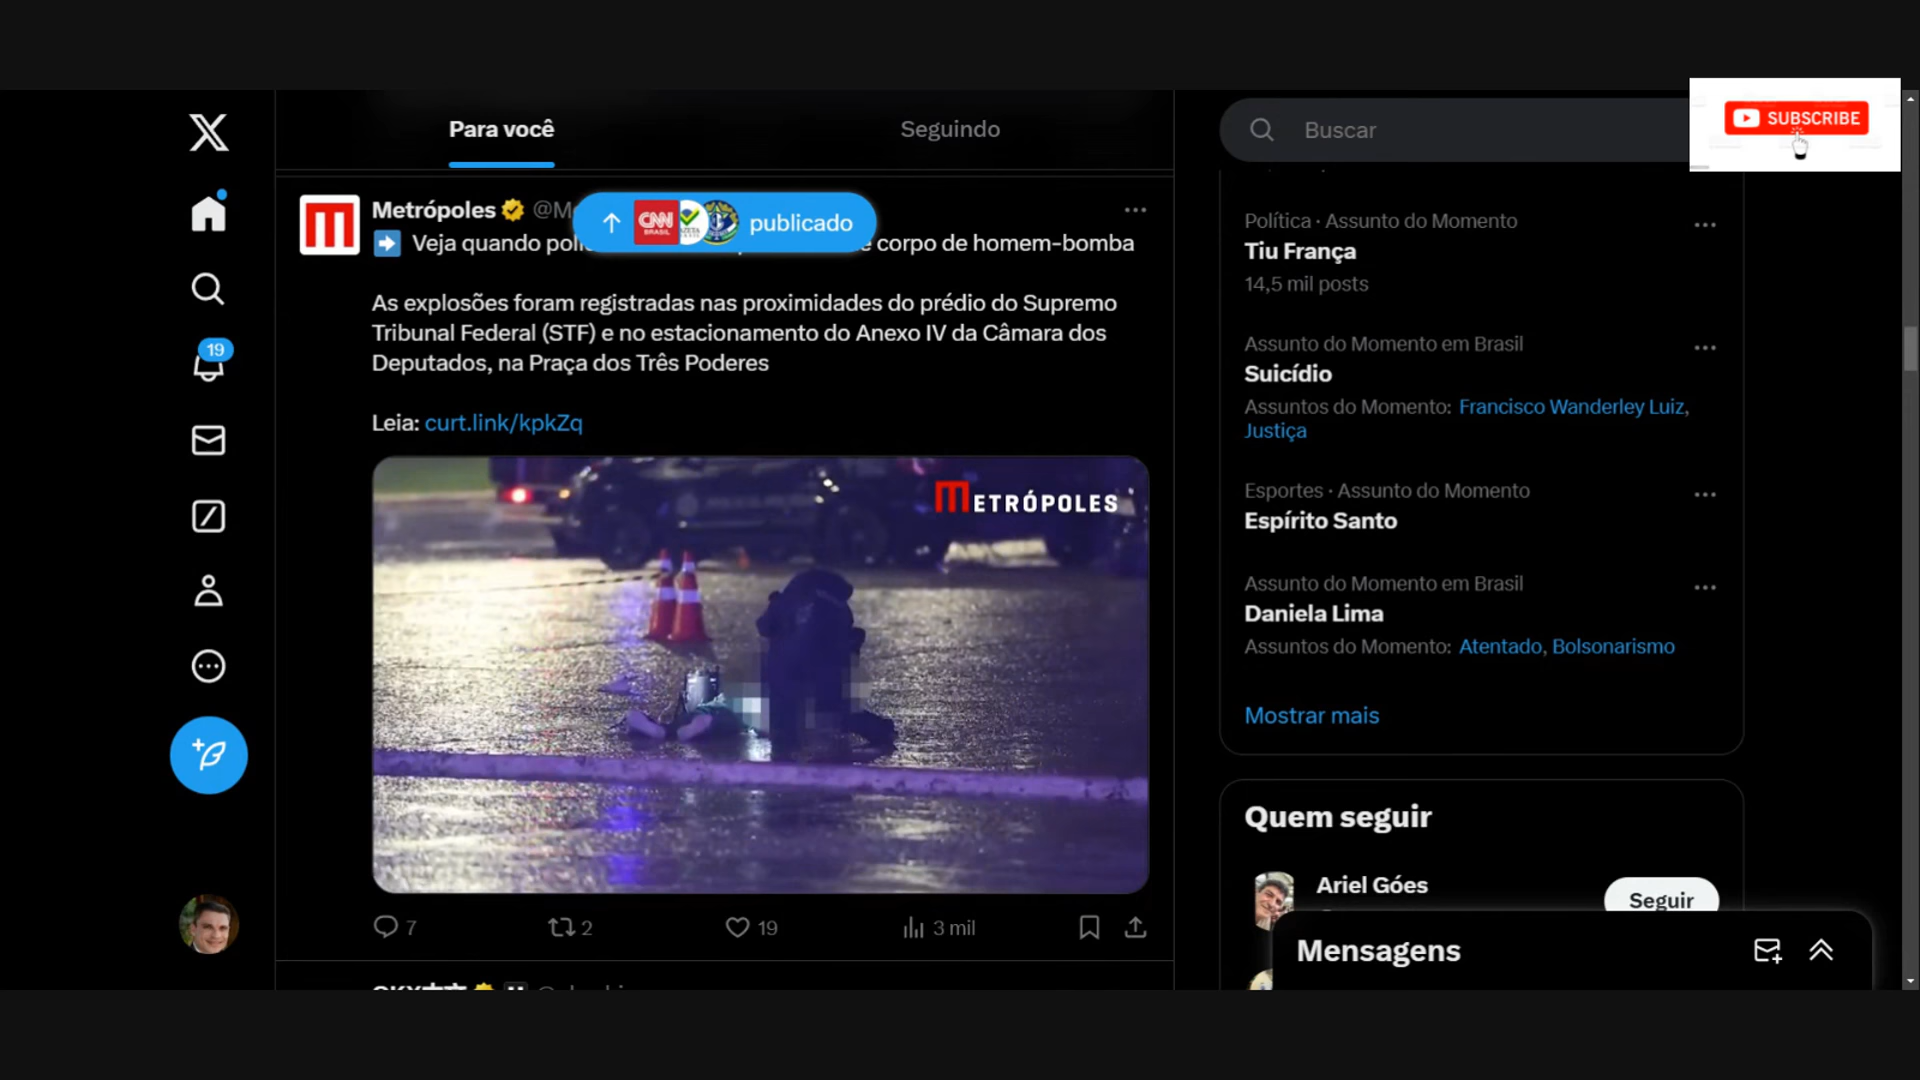 Para você
Seguindo
Buscar
SUBSCRIBE
Metrópoles
CNN
BRASIL
publicado
Veja quando
corpo de homem-bomba
As explosões foram registradas nas proximidades do prédio do Supremo
Tribunal Federal (STF) e no estacionamento do Anexo IV da Câmara dos
Deputados, na Praça dos Três Poderes
Leia: curt.link/kpkZq
METRÓPOLES
7
2
19
3 mil
19
Política · Assunto do Momento
Tiu França
14,5 mil posts
Assunto do Momento em Brasil
Suicídio
Assuntos do Momento: Francisco Wanderley Luiz,
Justiça
Esportes · Assunto do Momento
Espírito Santo
Assunto do Momento em Brasil
Daniela Lima
Assuntos do Momento: Atentado, Bolsonarismo
Mostrar mais
Quem seguir
Ariel Góes
Seguir
Mensagens